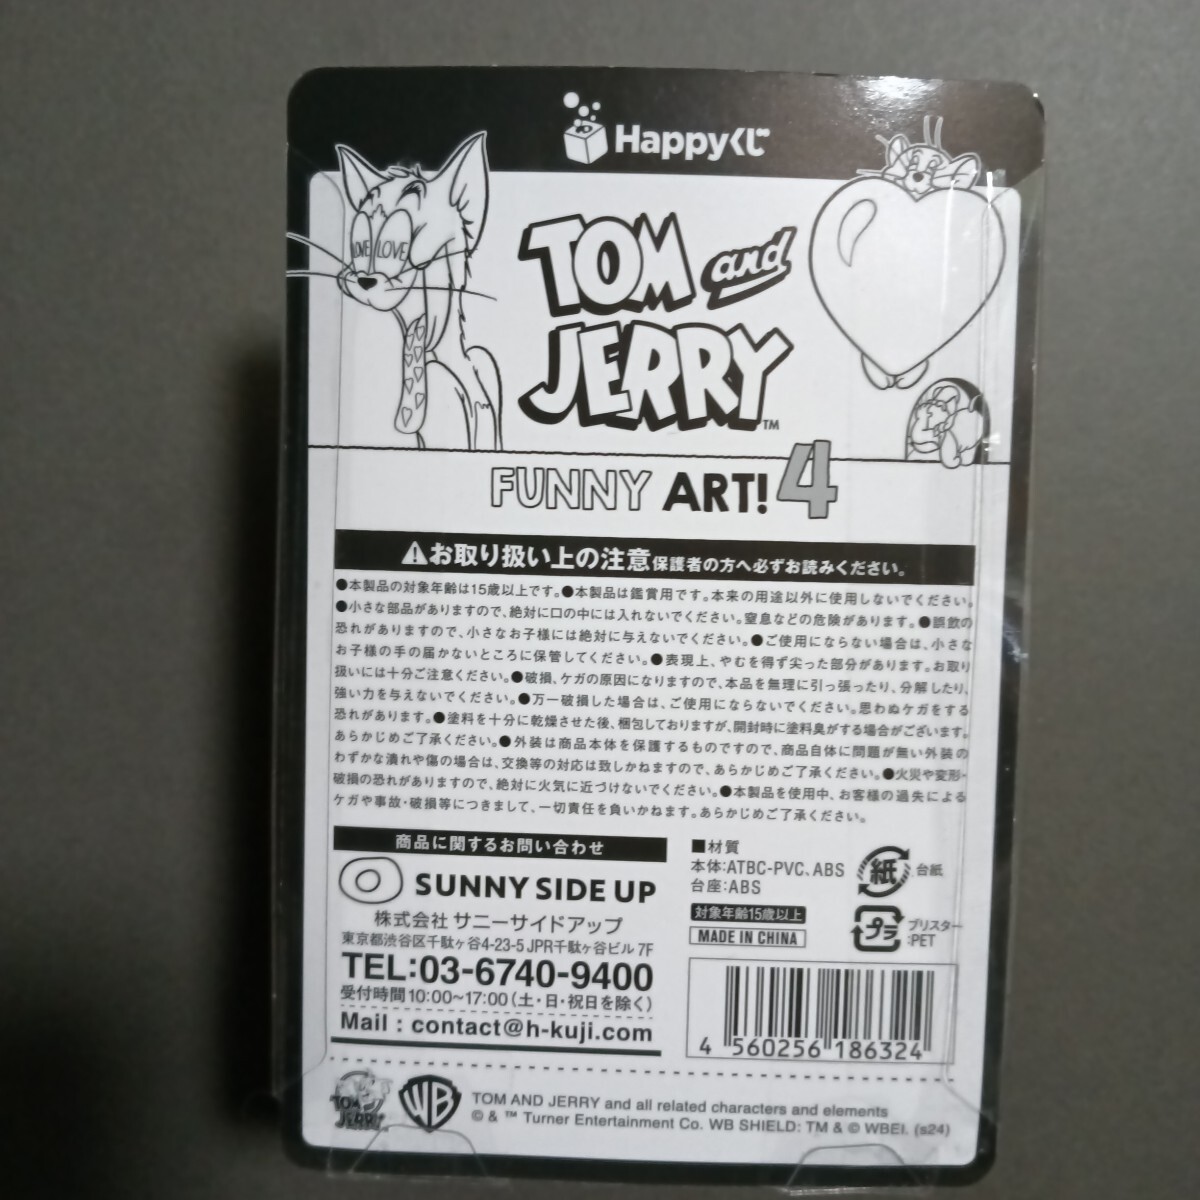 Happyくじ
LOVE LOVE
TOM and
JERRY™
FUNNY ART! 4
⚠お取り扱い上の注意 保護者の方へ必ずお読みください。
●本製品の対象年齢は15歳以上です。●本製品は鑑賞用です。本来の用途以外に使用しないでください。
●小さな部品がありますので、絶対に口の中には入れないでください。窒息などの危険があります。●誤飲の
恐れがありますので、小さなお子様には絶対に与えないでください。●ご使用にならない場合は、小さな
お子様の手の届かないところに保管してください。●表現上、やむを得ず尖った部分があります。お取り
扱いには十分ご注意ください。●破損、ケガの原因になりますので、本品を無理に引っ張ったり、分解したり、
強い力を与えないでください。●万一破損した場合は、ご使用にならないでください。思わぬケガをする
恐れがあります。●塗料を十分に乾燥させた後、梱包しておりますが、開封時に塗料臭がする場合がございます。
あらかじめご了承ください。●外装は商品本体を保護するものですので、商品自体に問題が無い外装の
わずかな潰れや傷の場合は、交換等の対応は致しかねますので、あらかじめご了承ください。●火災や変形・
破損の恐れがありますので、絶対に火気に近づけないでください。●本製品を使用中、お客様の過失による
ケガや事故・破損等につきまして、一切責任を負いかねます。あらかじめご了承ください。
商品に関するお問い合わせ
SUNNY SIDE UP
株式会社 サニーサイドアップ
東京都渋谷区千駄ヶ谷4-23-5 JPR千駄ヶ谷ビル 7F
TEL:03-6740-9400
受付時間10:00~17:00(土・日・祝日を除く)
Mail : contact@h-kuji.com
■材質
本体:ATBC-PVC、ABS
台座:ABS
対象年齢15歳以上
MADE IN CHINA
紙 台紙
プラ ブリスター
:PET
4 560256 186324
TOM and JERRY
WB
TOM AND JERRY and all related characters and elements
© & ™ Turner Entertainment Co. WB SHIELD: TM & © WBEI. (s24)